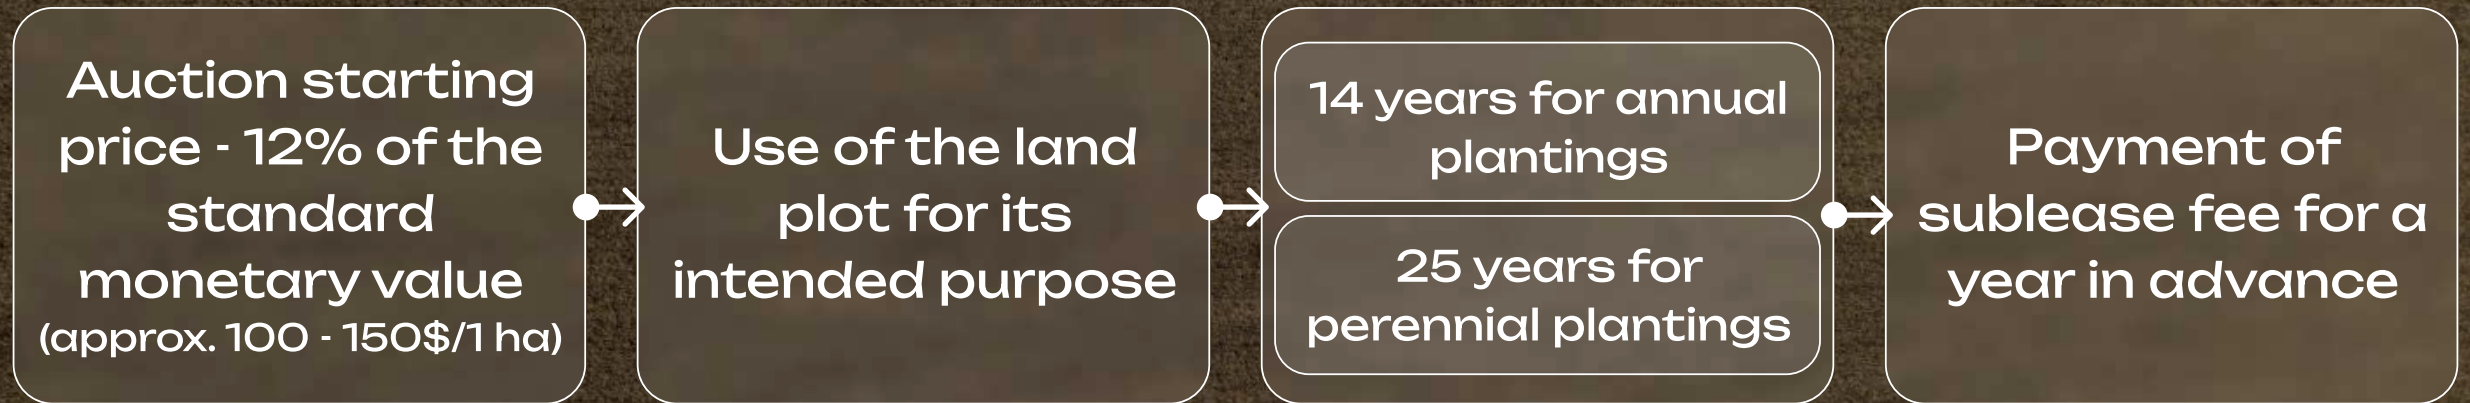 Auction starting
price - 12% of the
standard
monetary value
(approx. 100 - 150$/1 ha)
Use of the land
plot for its
intended purpose
14 years for annual
plantings
25 years for
perennial plantings
Payment of
sublease fee for a
year in advance